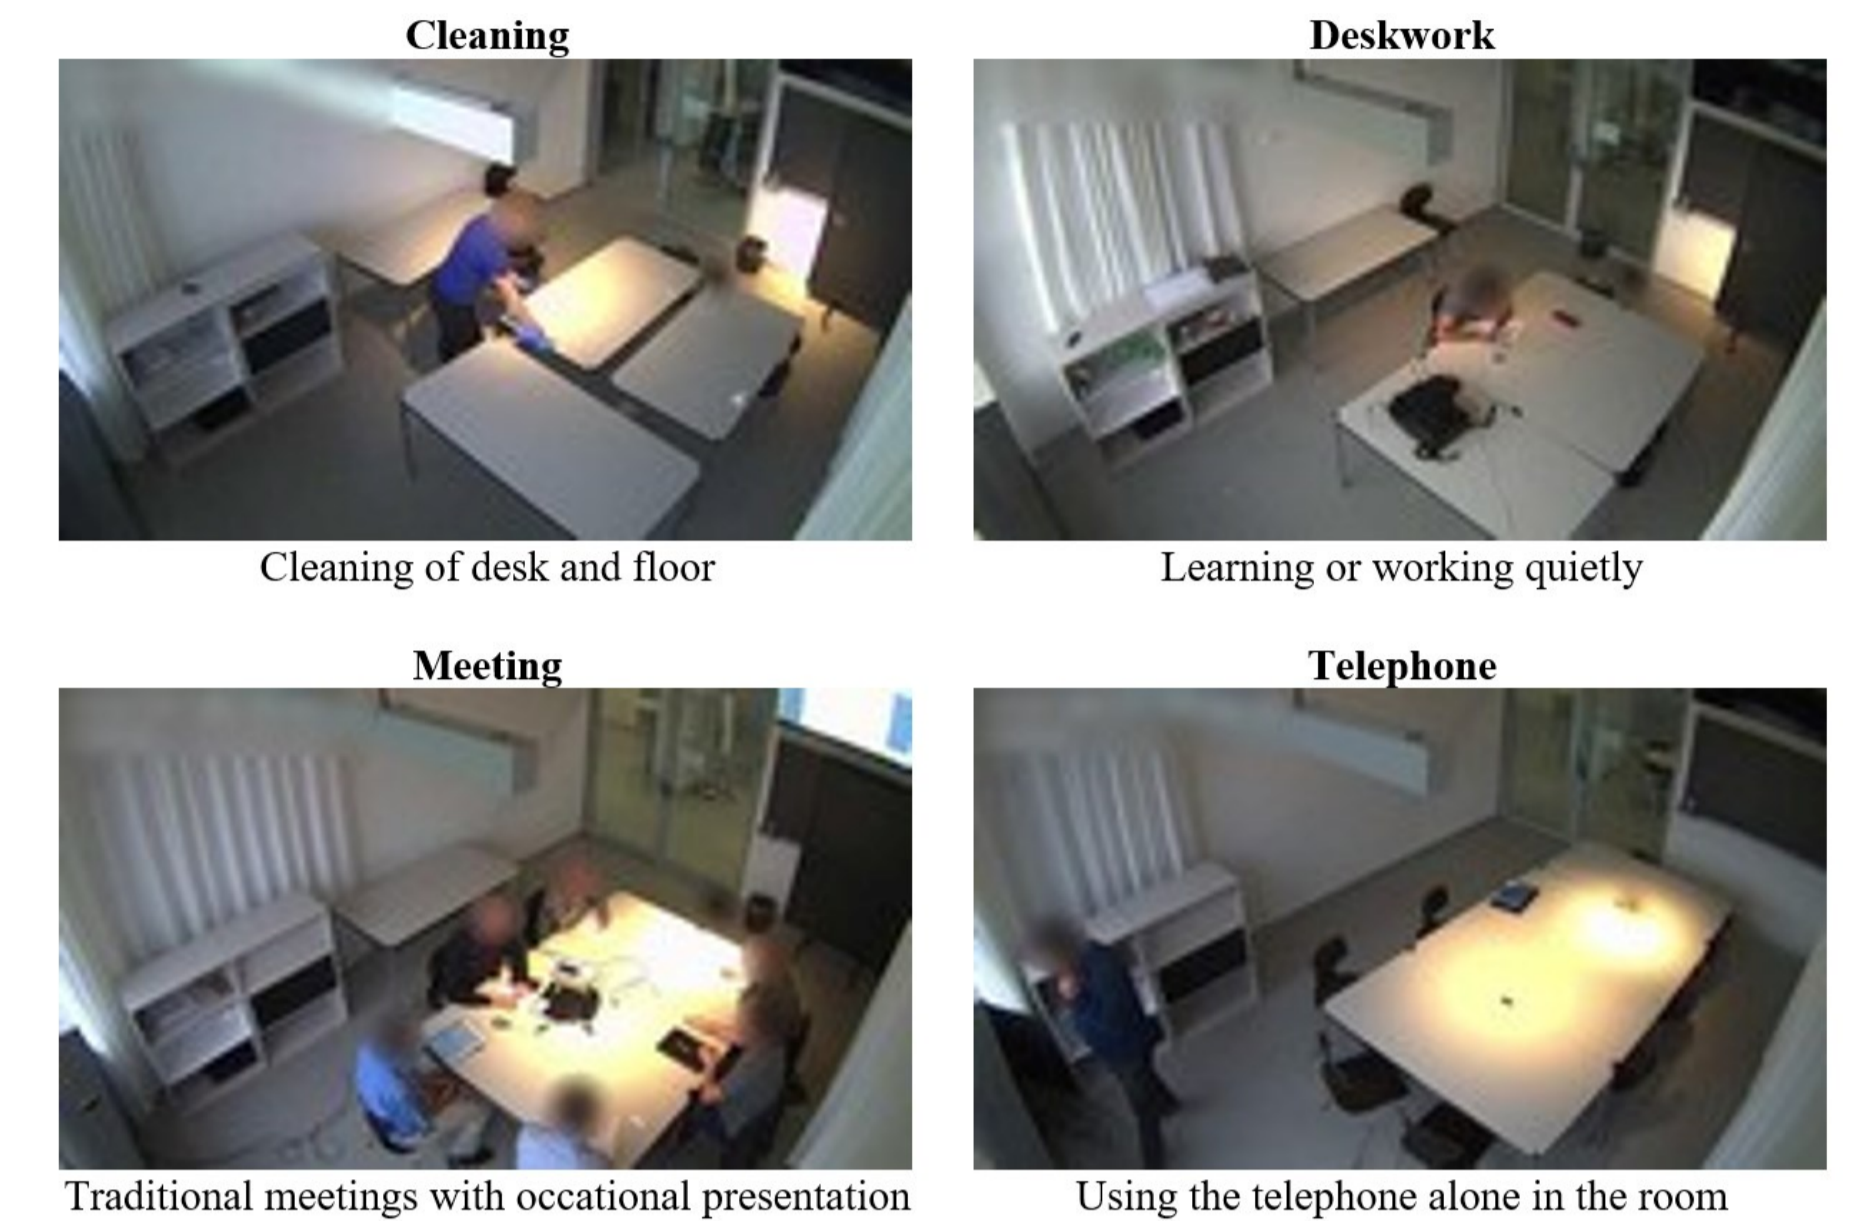 Cleaning
Deskwork
Cleaning of desk and floor
Learning or working quietly
Meeting
Telephone
Traditional meetings with occational presentation
Using the telephone alone in the room